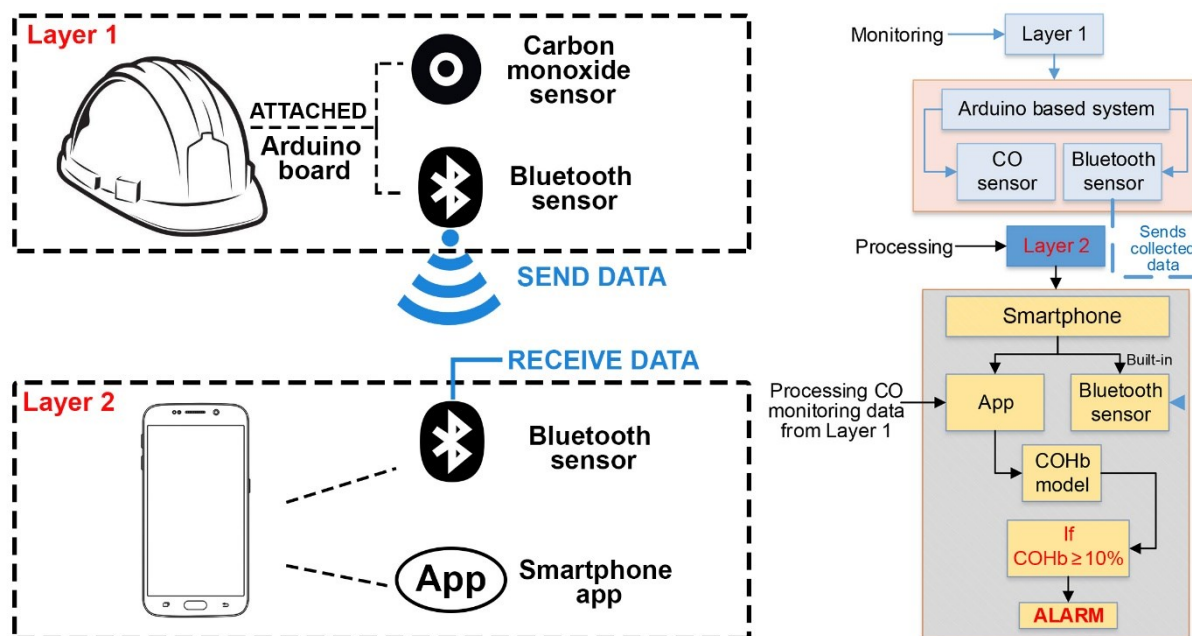 Layer 1
Carbon
monoxide
sensor
ATTACHED
Arduino
board
Bluetooth
sensor
SEND DATA
RECEIVE DATA
Layer 2
Bluetooth
sensor
App
Smartphone
app
Monitoring
Layer 1
Arduino based system
CO
sensor
Bluetooth
sensor
Processing
Layer 2
Sends
collected
data
Smartphone
Built-in
Processing CO
monitoring data
from Layer 1
App
Bluetooth
sensor
COHb
model
If
COHb ≥ 10%
ALARM